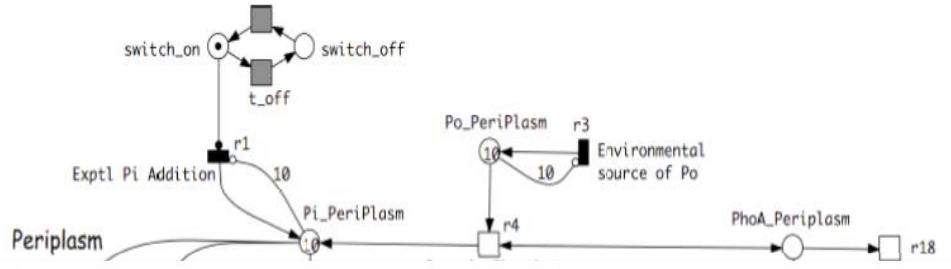 switch_on
switch_off
t_off
Po_PeriPlasm
r3
r1
10
Environmental
source of Po
10
10
Exptl Pi Addition
10
Pi_PeriPlasm
PhoA_Periplasm
r4
Periplasm
10
r18